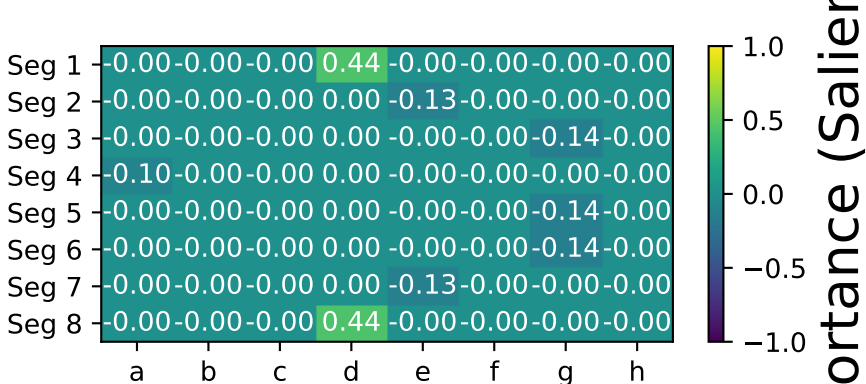 Seg 1 -0.00 -0.00 -0.00 0.44 -0.00 -0.00 -0.00 -0.00
Seg 2 -0.00 -0.00 -0.00 0.00 -0.13 -0.00 -0.00 -0.00
Seg 3 -0.00 -0.00 -0.00 0.00 -0.00 -0.00 -0.14 -0.00
Seg 4 -0.10 -0.00 -0.00 0.00 -0.00 -0.00 -0.00 -0.00
Seg 5 -0.00 -0.00 -0.00 0.00 -0.00 -0.00 -0.14 -0.00
Seg 6 -0.00 -0.00 -0.00 0.00 -0.00 -0.00 -0.14 -0.00
Seg 7 -0.00 -0.00 -0.00 0.00 -0.13 -0.00 -0.00 -0.00
Seg 8 -0.00 -0.00 -0.00 0.44 -0.00 -0.00 -0.00 -0.00
a b c d e f g h
1.0
0.5
0.0
−0.5
−1.0
ortance (Salien